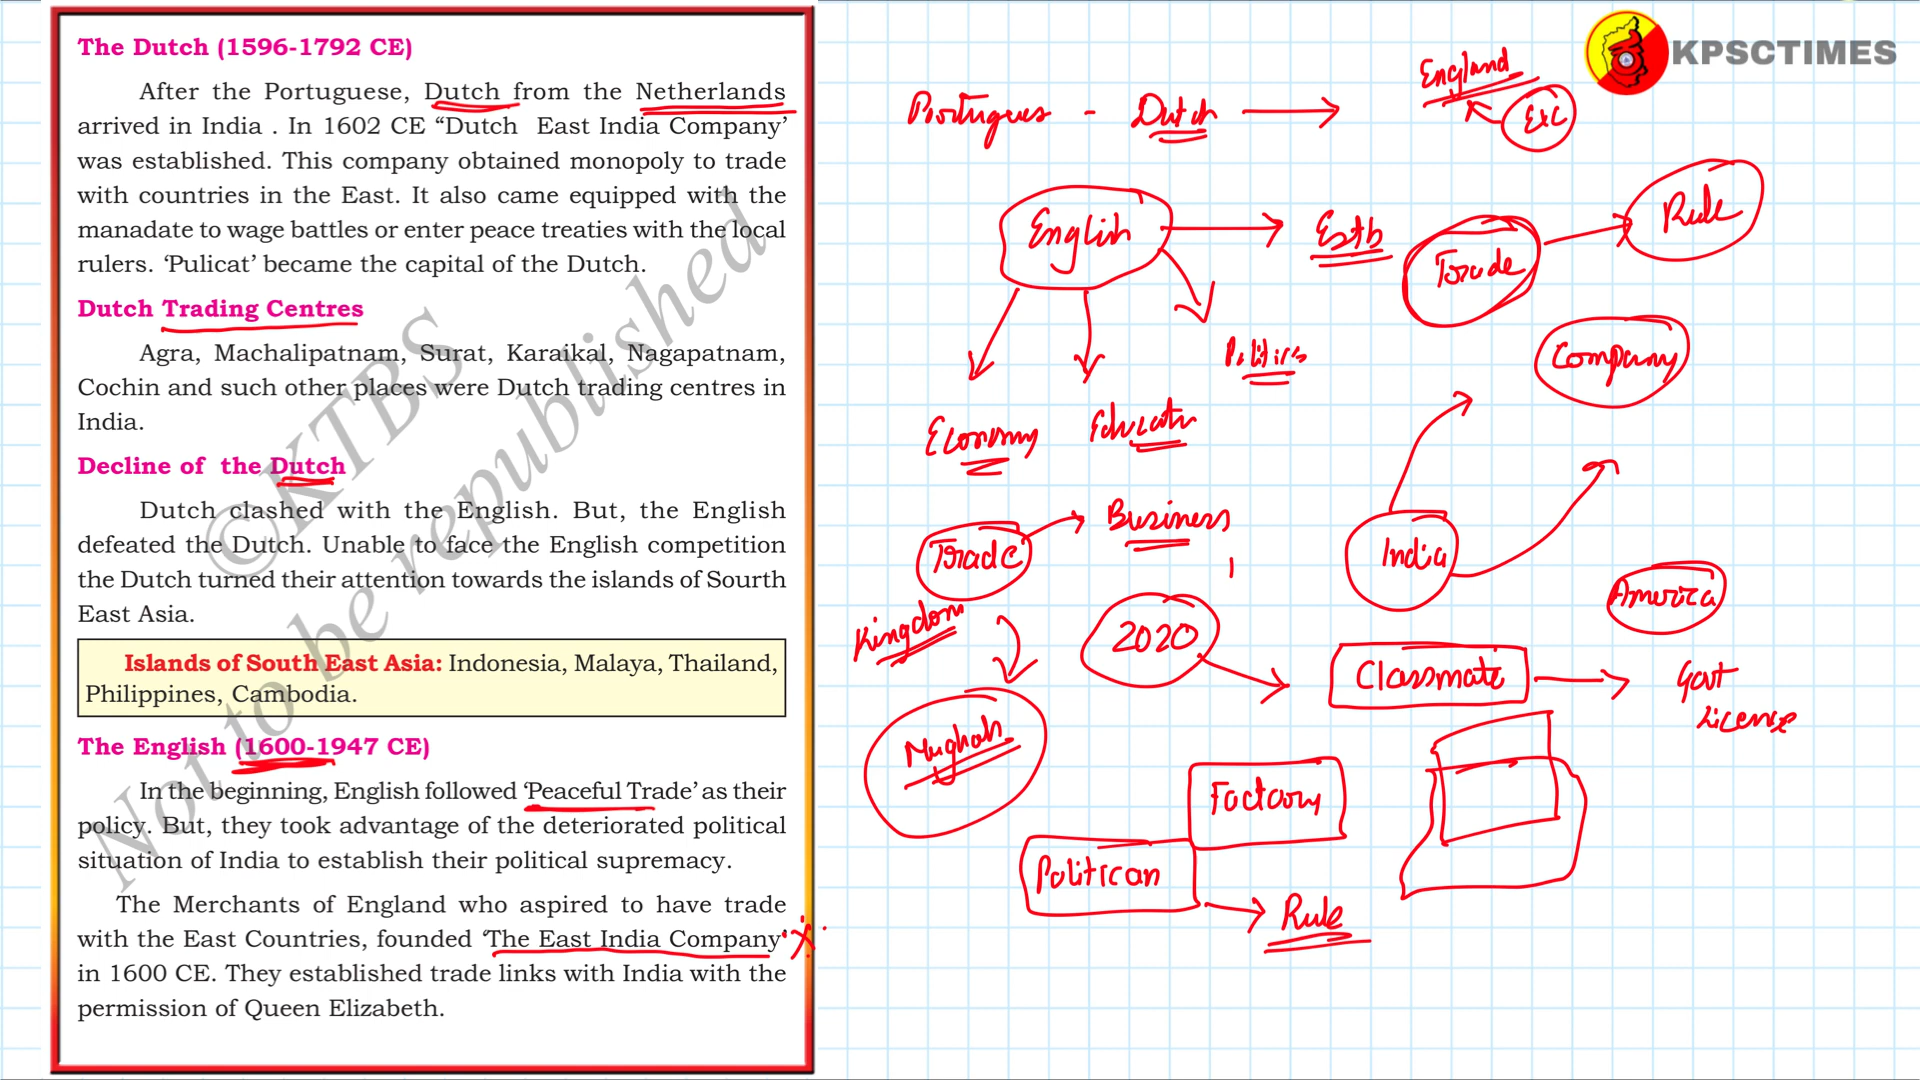 The Dutch (1596-1792 CE)
After the Portuguese, Dutch from the Netherlands
arrived in India . In 1602 CE “Dutch East India Company’
was established. This company obtained monopoly to trade
with countries in the East. It also came equipped with the
manadate to wage battles or enter peace treaties with the local
rulers. ‘Pulicat’ became the capital of the Dutch.
Dutch Trading Centres
Agra, Machalipatnam, Surat, Karaikal, Nagapatnam,
Cochin and such other places were Dutch trading centres in
India.
Decline of the Dutch
Dutch clashed with the English. But, the English
defeated the Dutch. Unable to face the English competition
the Dutch turned their attention towards the islands of Sourth
East Asia.
Islands of South East Asia: Indonesia, Malaya, Thailand,
Philippines, Cambodia.
The English (1600-1947 CE)
In the beginning, English followed ‘Peaceful Trade’ as their
policy. But, they took advantage of the deteriorated political
situation of India to establish their political supremacy.
The Merchants of England who aspired to have trade
with the East Countries, founded ‘The East India Company’
in 1600 CE. They established trade links with India with the
permission of Queen Elizabeth.
©KTBS
Not to be republished
KPSCTIMES
England
Portugues - Dutch
EIC
English
Estb
Trade
Rule
Politics
Company
Economy
Educatn
Business
Trade
India
America
Kingdom
2020
Classmate
Govt
License
Mughals
Factory
Politican
Rule